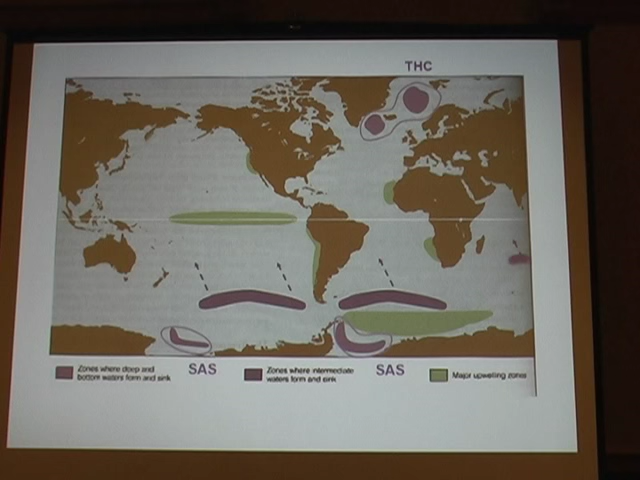 THC
Zones where deep and
bottom waters form and sink
SAS
Zones where intermediate
waters form and sink
SAS
Major upwelling zones